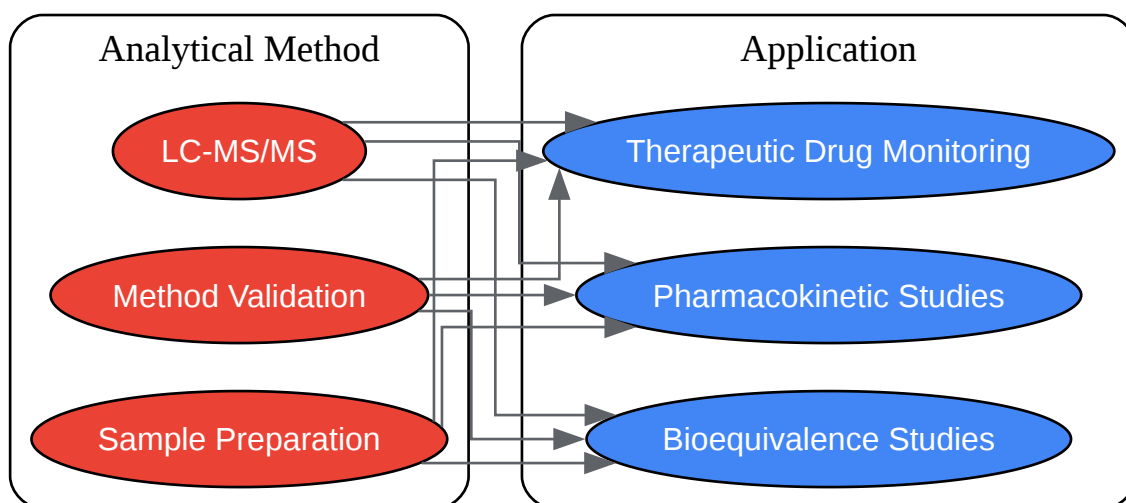 Analytical Method
LC-MS/MS
Method Validation
Sample Preparation
Application
Therapeutic Drug Monitoring
Pharmacokinetic Studies
Bioequivalence Studies